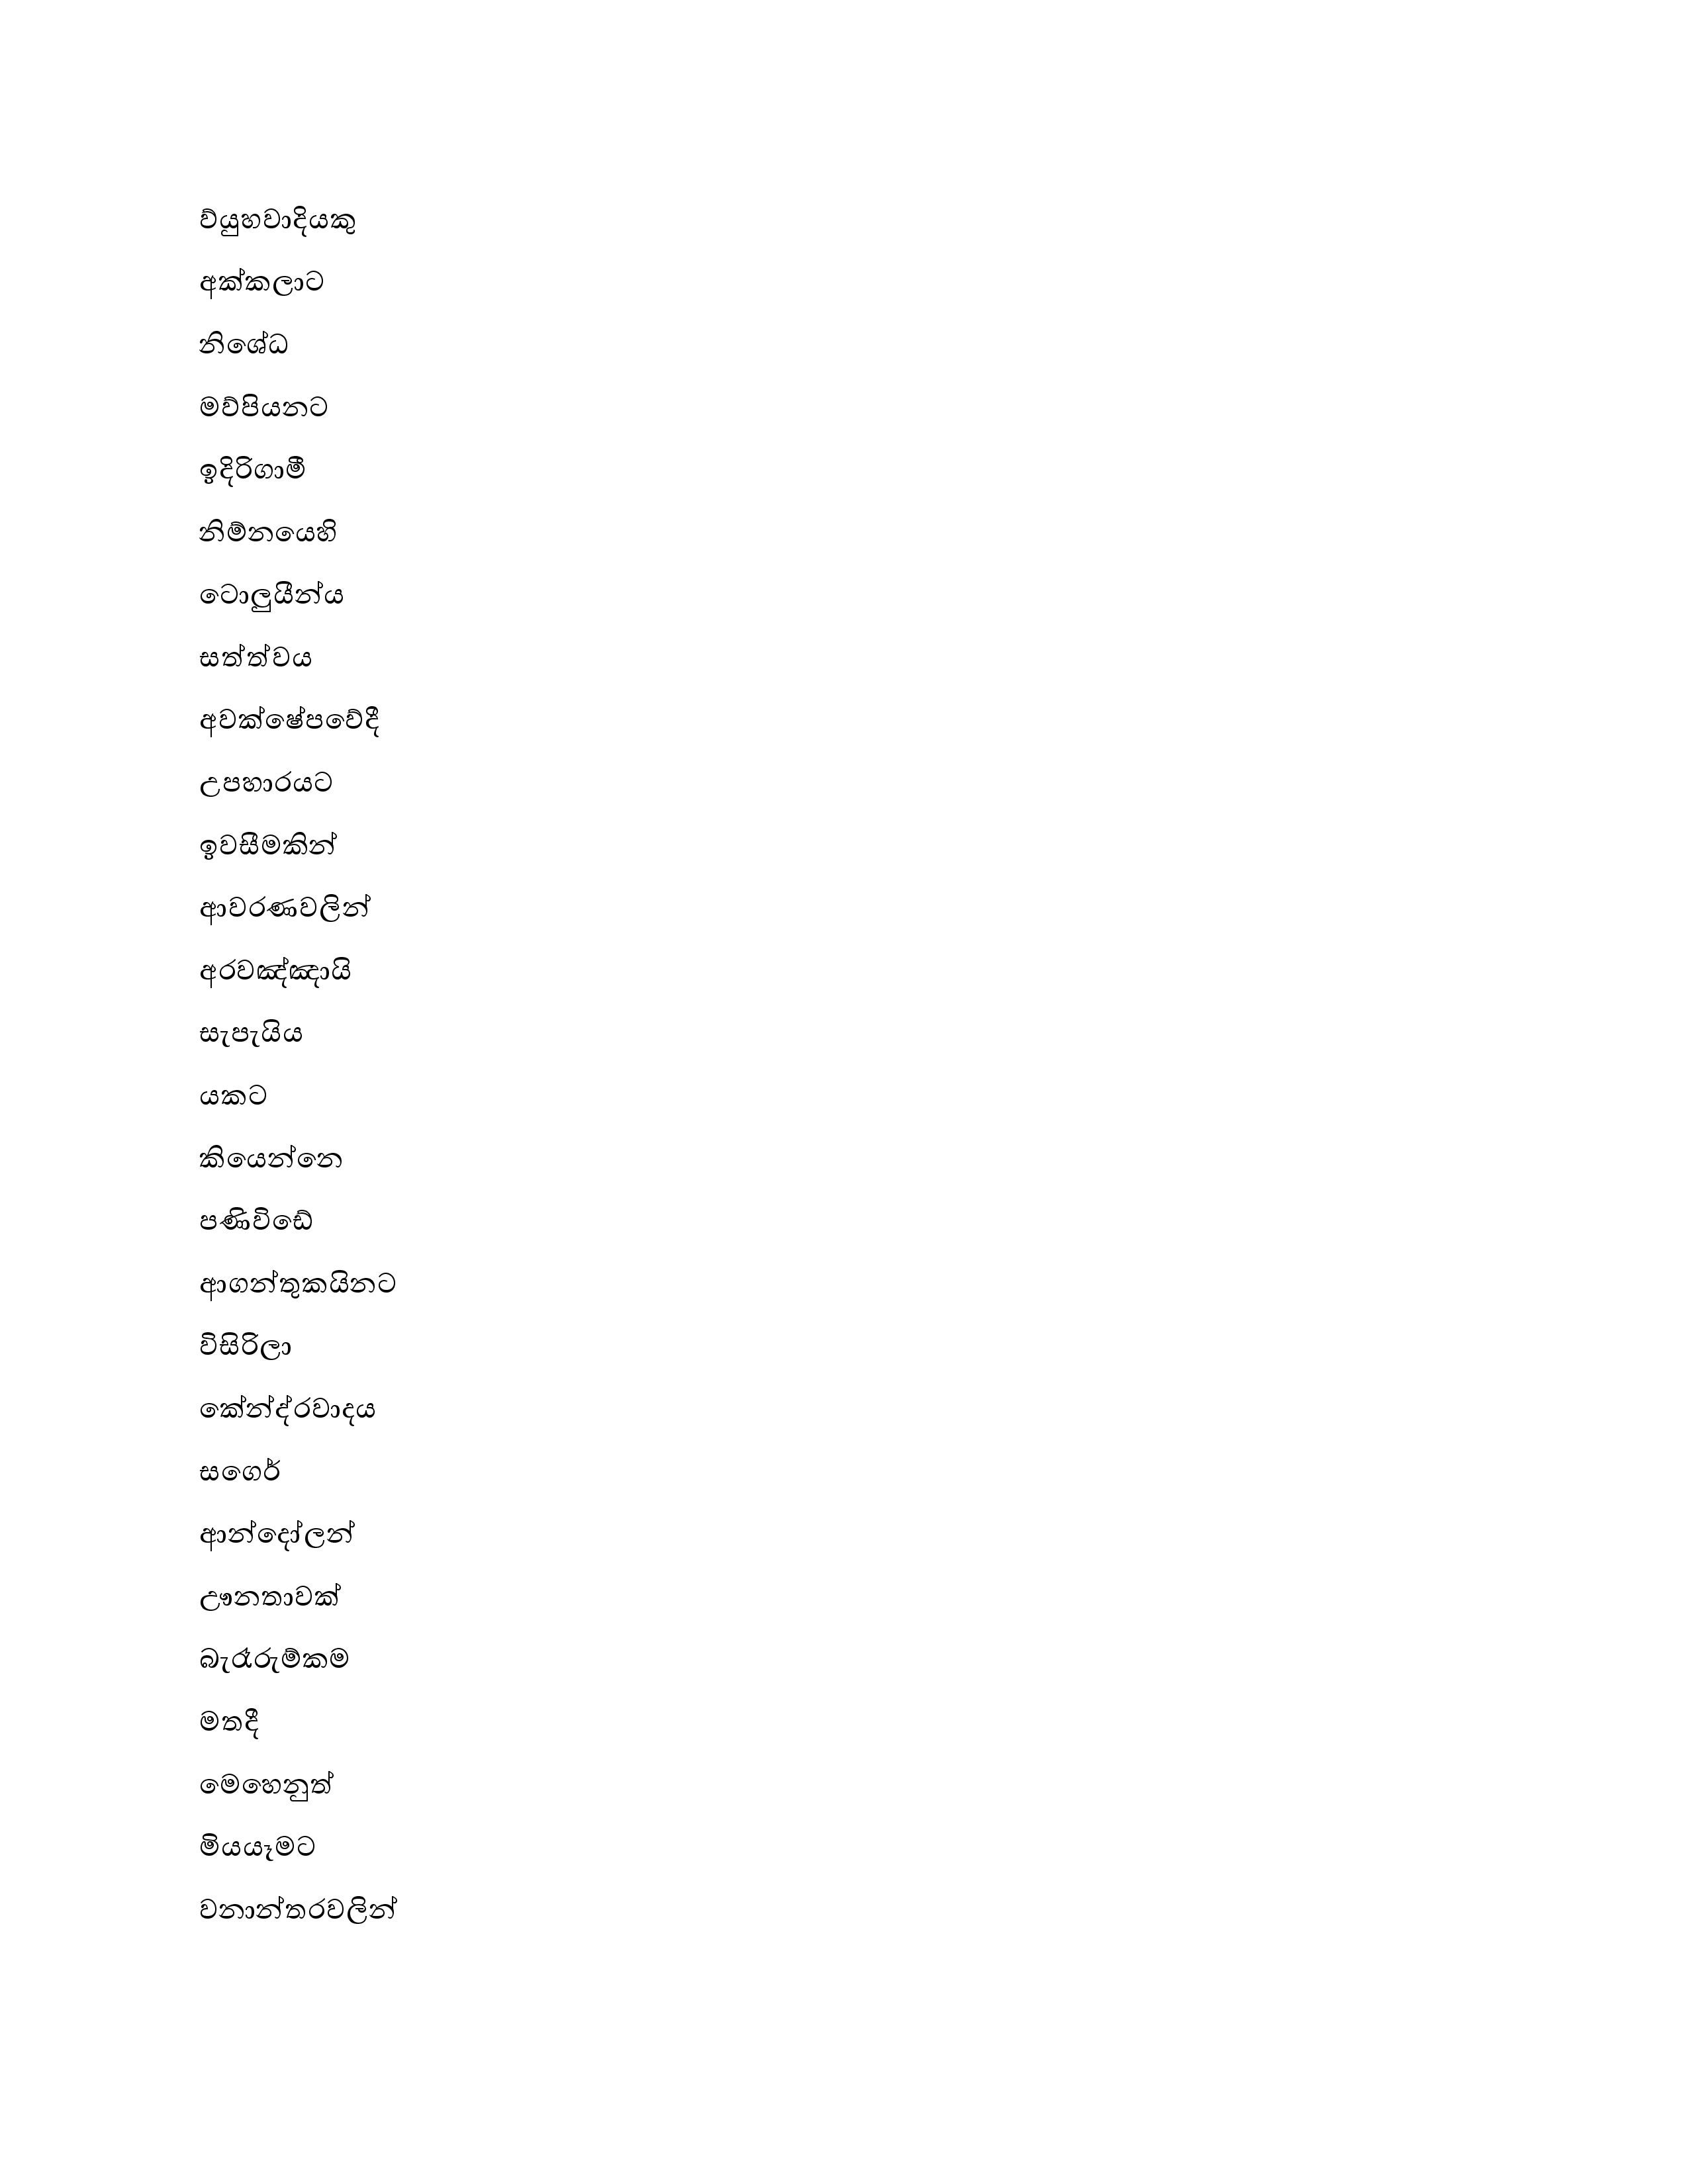 ව්යුහවාදියකු
අක්කලාට
නිශේධ
මව්පියනට
ඉදිරිගාමී
නිම්නයෙහි
ටොලුයීන්ය
සත්ත්වය
අවක්ෂේපවේදී
උපහාරයට
ඉවසීමකින්
ආවරණවලින්
අරවඤ්ඤායි
සැපැයිය
යකට
කියෙන්නෙ
පණිවිඩේ
ආගන්තුකයිනට
විසිරිලා
කේන්ද්රවාදය
සගෙර්
ආන්දෝලන්
ඌනතාවක්
බැරෑරුම්කම
මතදී
මෙහෙනුත්
මියයෑමට
වනාන්තරවලින්